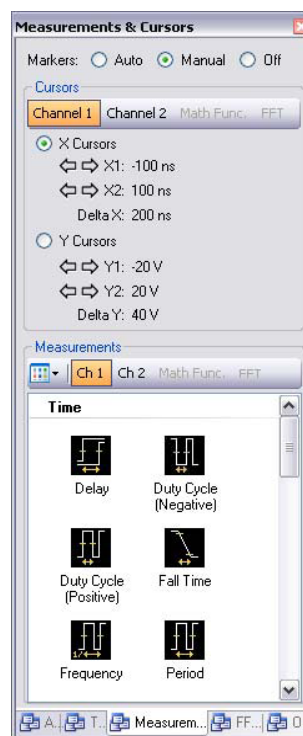 Measurements & Cursors
Markers: Auto Manual Off
Cursors
Channel 1 Channel 2 Math Func. FFT
X Cursors
X1: -100 ns
X2: 100 ns
Delta X: 200 ns
Y Cursors
Y1: -20 V
Y2: 20 V
Delta Y: 40 V
Measurements
Ch 1 Ch 2 Math Func. FFT
Time
Delay
Duty Cycle
(Negative)
Duty Cycle
(Positive)
Fall Time
Frequency
Period
A.. T.. Measurem... FF... O